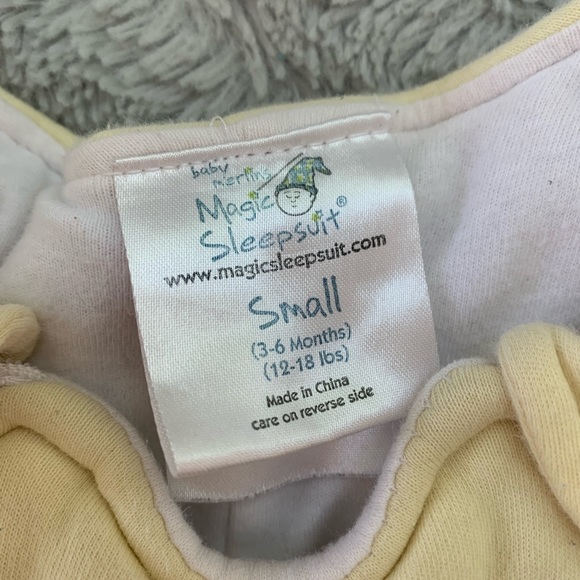 baby
merlin's
Magic
Sleepsuit®
www.magicsleepsuit.com
Small
(3-6 Months)
(12-18 lbs)
Made in China
care on reverse side